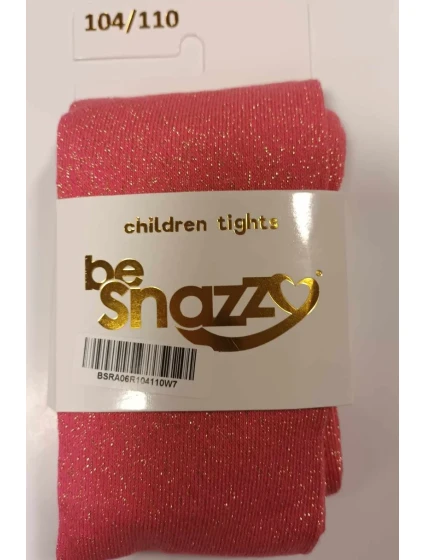 104/110
children tights
be
snazzy
BSRA06R104110W7